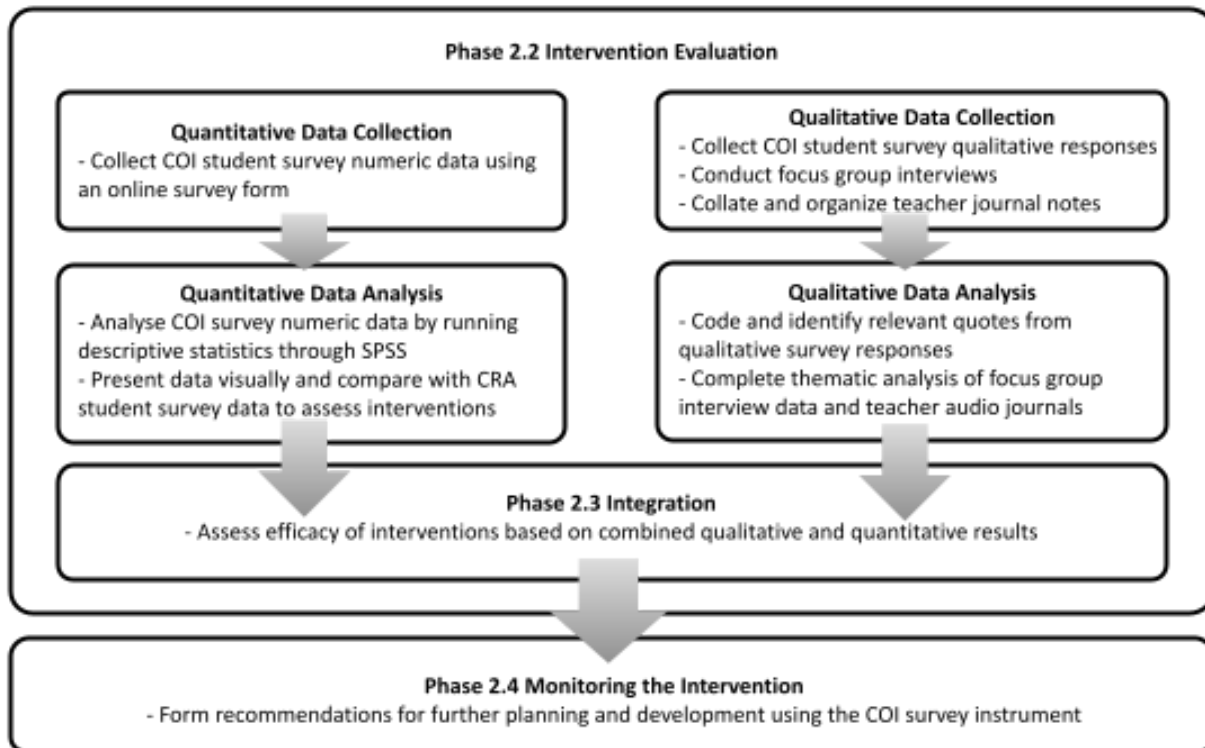 Phase 2.2 Intervention Evaluation
Quantitative Data Collection
- Collect COI student survey numeric data using
an online survey form
Qualitative Data Collection
- Collect COI student survey qualitative responses
- Conduct focus group interviews
- Collate and organize teacher journal notes
Quantitative Data Analysis
- Analyse COI survey numeric data by running
descriptive statistics through SPSS
- Present data visually and compare with CRA
student survey data to assess interventions
Qualitative Data Analysis
- Code and identify relevant quotes from
qualitative survey responses
- Complete thematic analysis of focus group
interview data and teacher audio journals
Phase 2.3 Integration
- Assess efficacy of interventions based on combined qualitative and quantitative results
Phase 2.4 Monitoring the Intervention
- Form recommendations for further planning and development using the COI survey instrument